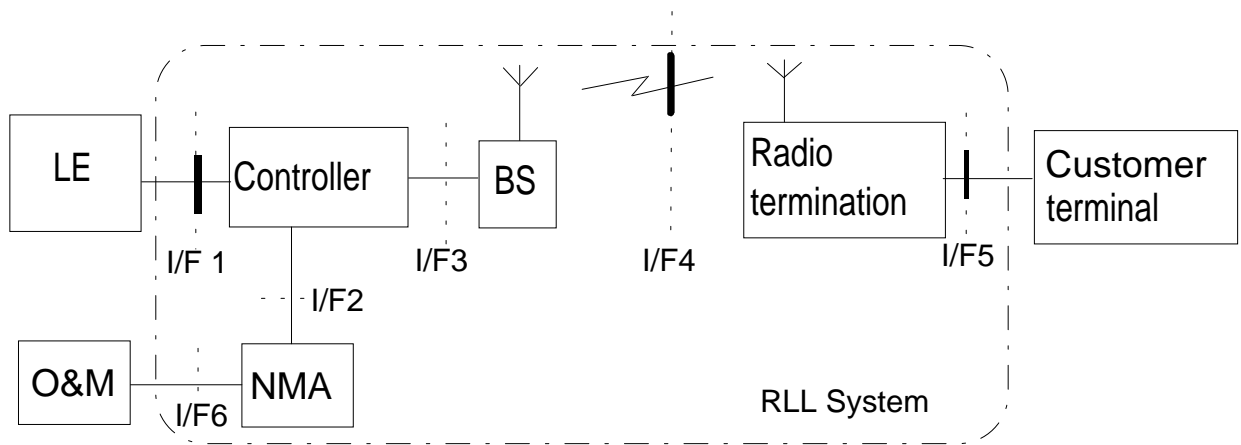 LE
Controller
BS
Radio
termination
Customer
terminal
I/F 1
I/F3
I/F4
I/F5
I/F2
O&M
NMA
I/F6
RLL System